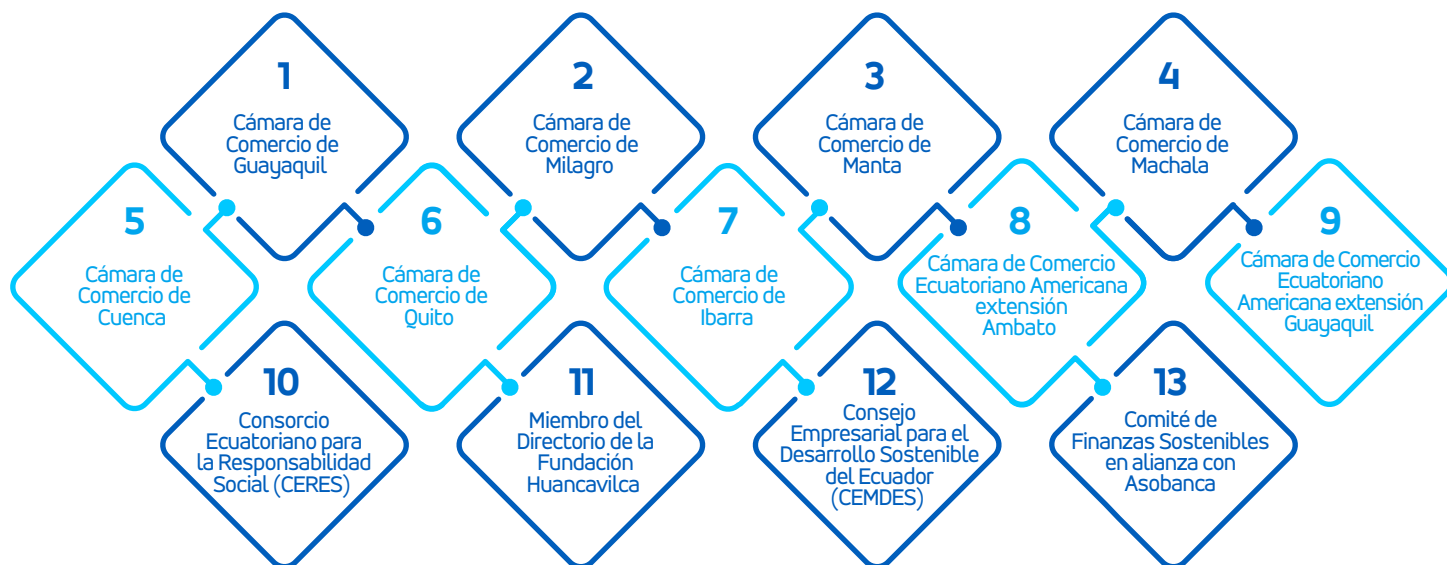 1
Cámara de
Comercio de
Guayaquil
2
Cámara de
Comercio de
Milagro
3
Cámara de
Comercio de
Manta
4
Cámara de
Comercio de
Machala
5
Cámara de
Comercio de
Cuenca
6
Cámara de
Comercio de
Quito
7
Cámara de
Comercio de
Ibarra
8
Cámara de Comercio
Ecuatoriano Americana
extensión
Ambato
9
Cámara de Comercio
Ecuatoriano
Americana extensión
Guayaquil
10
Consorcio
Ecuatoriano para
la Responsabilidad
Social (CERES)
11
Miembro del
Directorio de la
Fundación
Huancavilca
12
Consejo
Empresarial para el
Desarrollo Sostenible
del Ecuador
(CEMDES)
13
Comité de
Finanzas Sostenibles
en alianza con
Asobanca